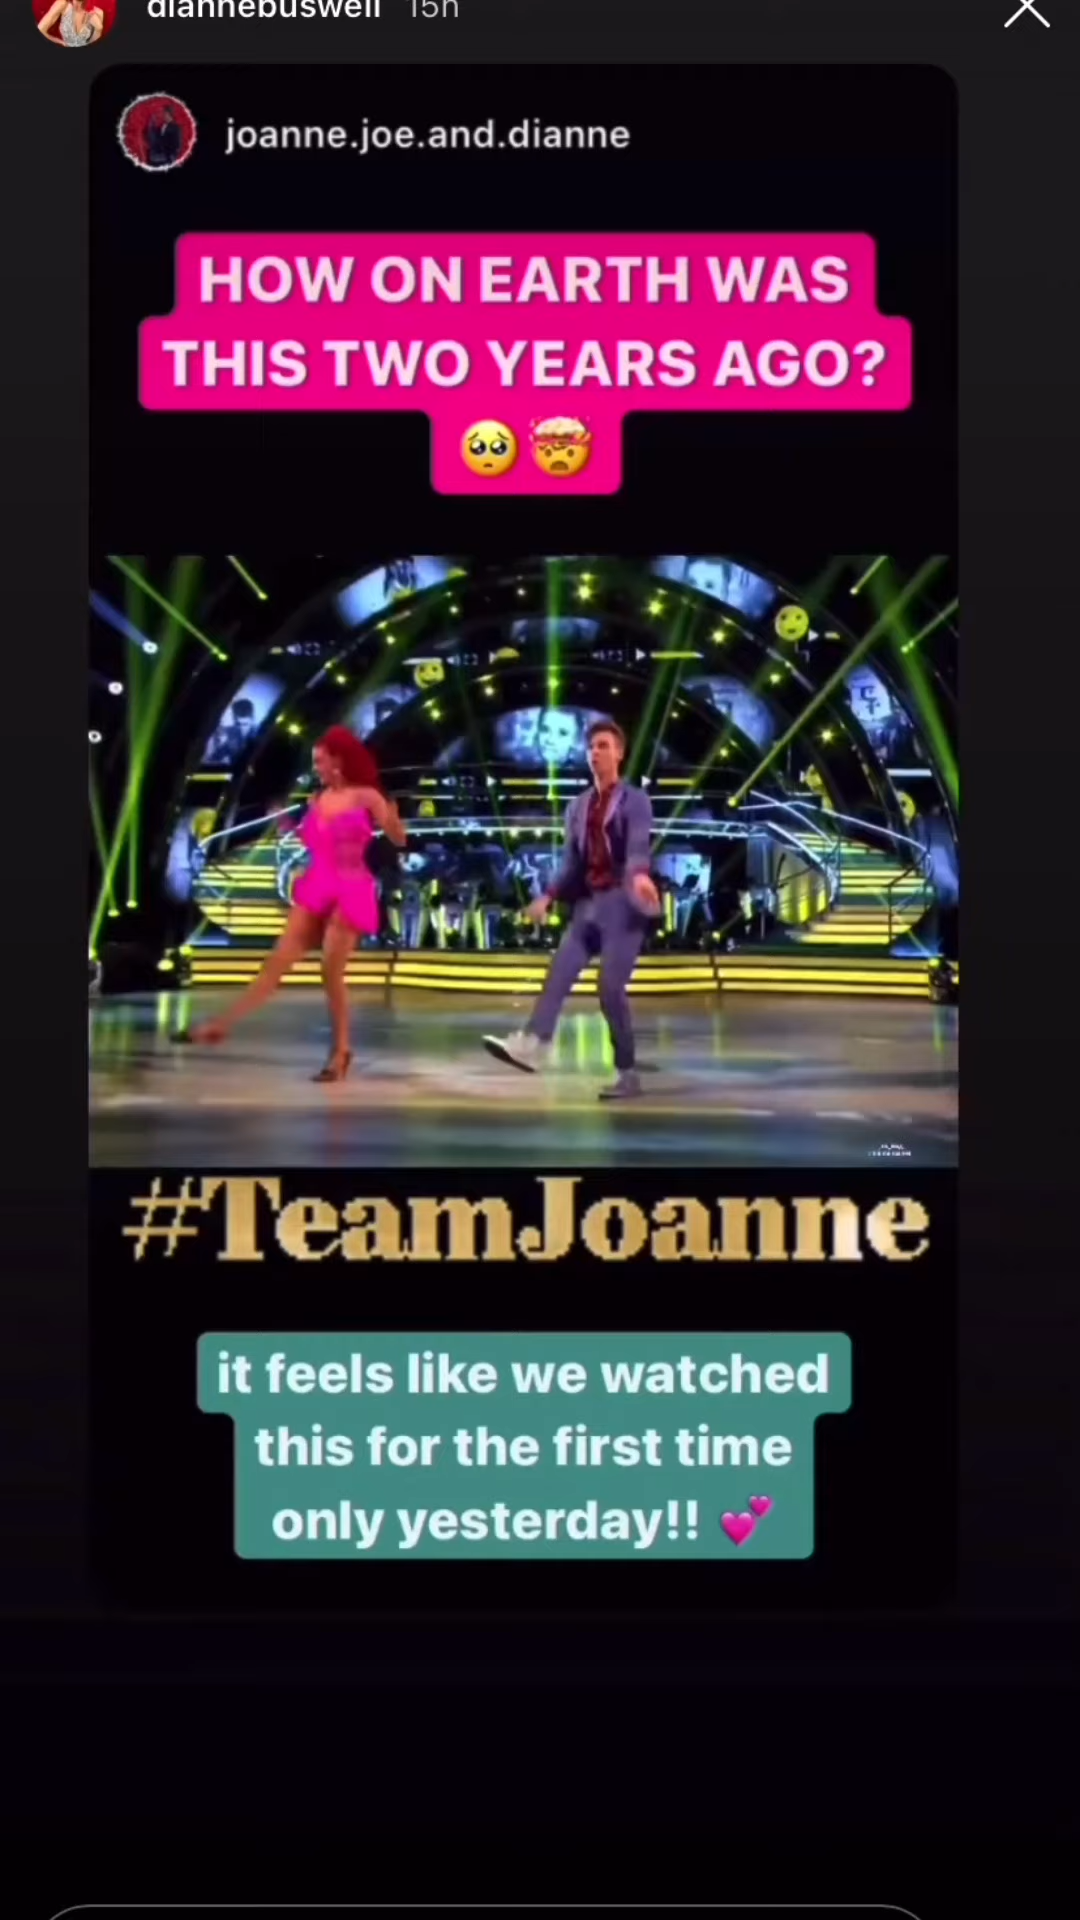 diannebuswell 15h
joanne.joe.and.dianne
HOW ON EARTH WAS
THIS TWO YEARS AGO?
🥺🤯
#TeamJoanne
it feels like we watched
this for the first time
only yesterday!! 💕